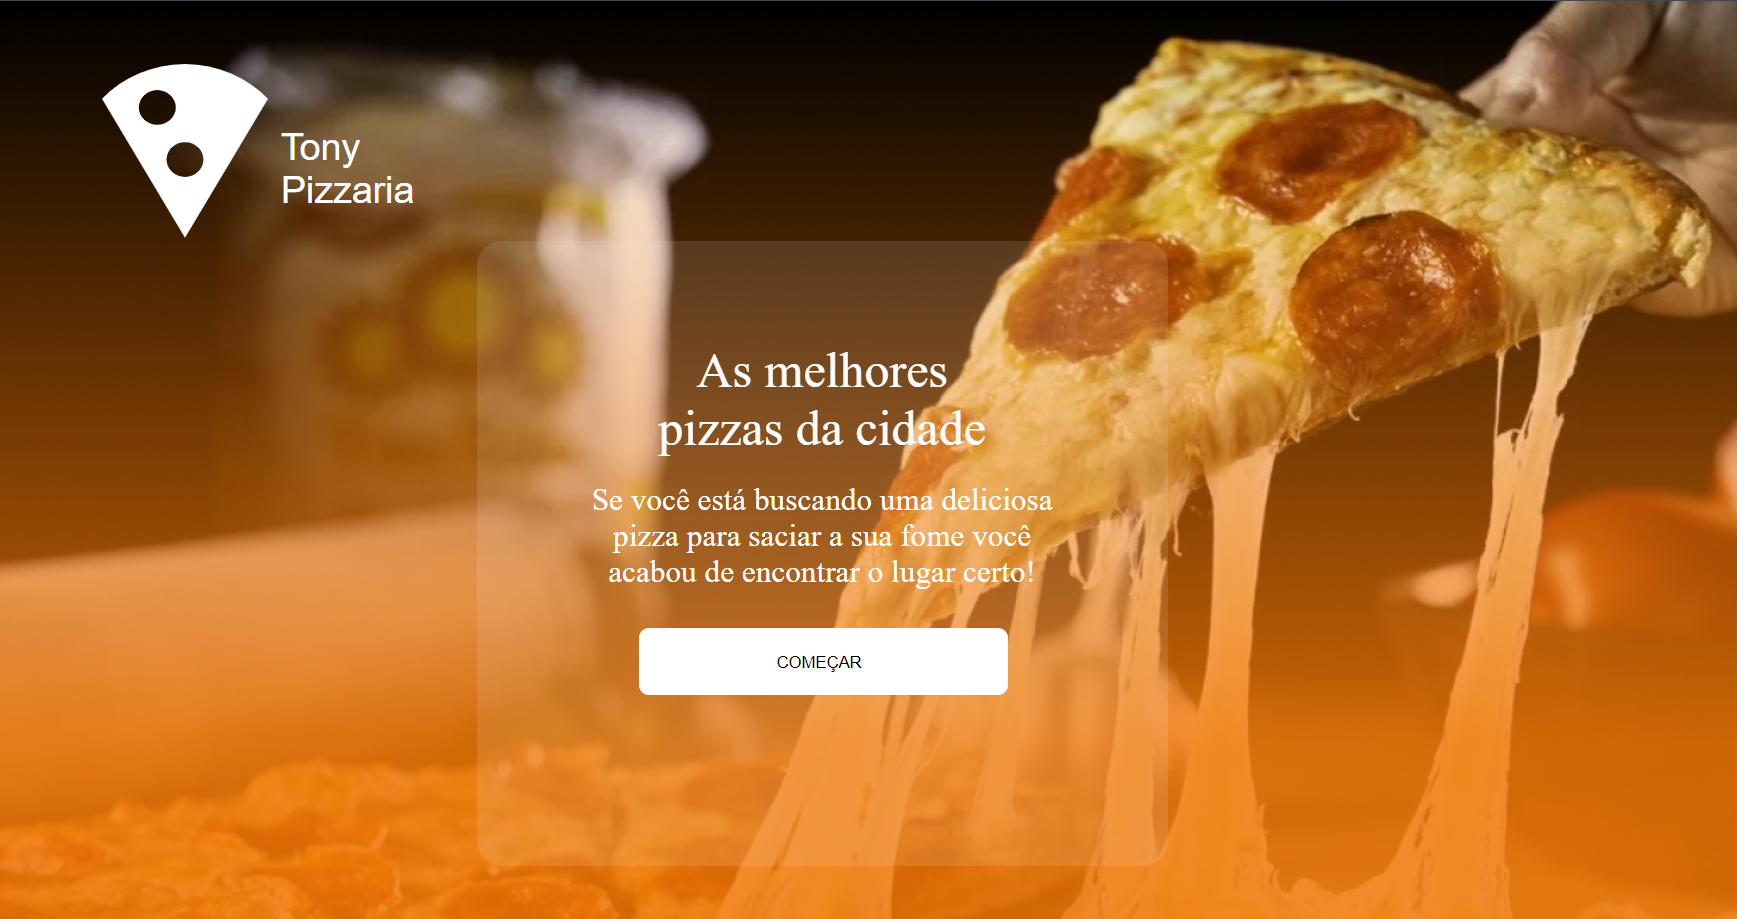 Tony
Pizzaria
As melhores
pizzas da cidade
Se você está buscando uma deliciosa
pizza para saciar a sua fome você
acabou de encontrar o lugar certo!
COMEÇAR